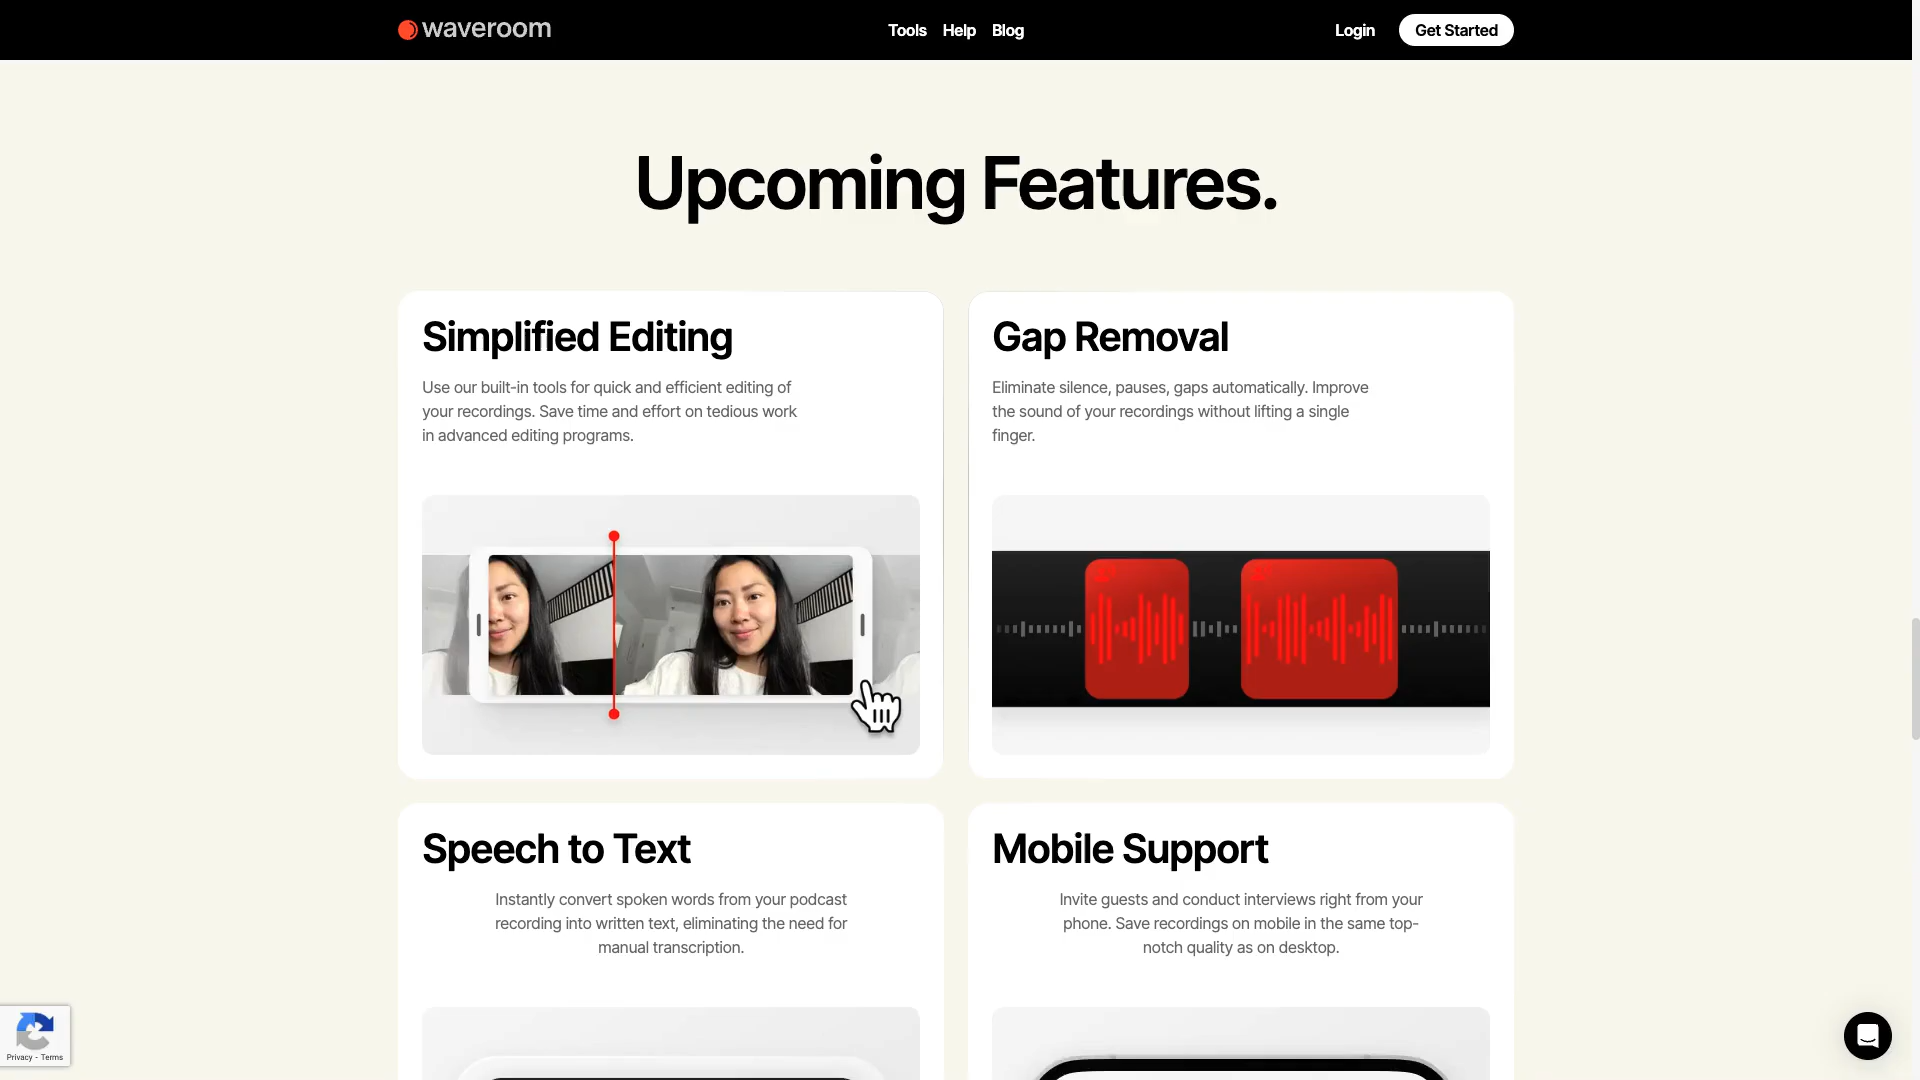 waveroom
Tools Help Blog
Login
Get Started
Upcoming Features.
Simplified Editing
Use our built-in tools for quick and efficient editing of
your recordings. Save time and effort on tedious work
in advanced editing programs.
Gap Removal
Eliminate silence, pauses, gaps automatically. Improve
the sound of your recordings without lifting a single
finger.
Speech to Text
Instantly convert spoken words from your podcast
recording into written text, eliminating the need for
manual transcription.
Mobile Support
Invite guests and conduct interviews right from your
phone. Save recordings on mobile in the same top-
notch quality as on desktop.
Privacy - Terms